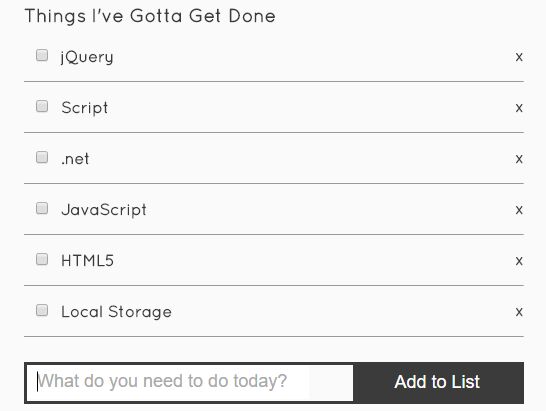 Things I've Gotta Get Done
jQuery x
Script x
.net x
JavaScript x
HTML5 x
Local Storage x
What do you need to do today? Add to List